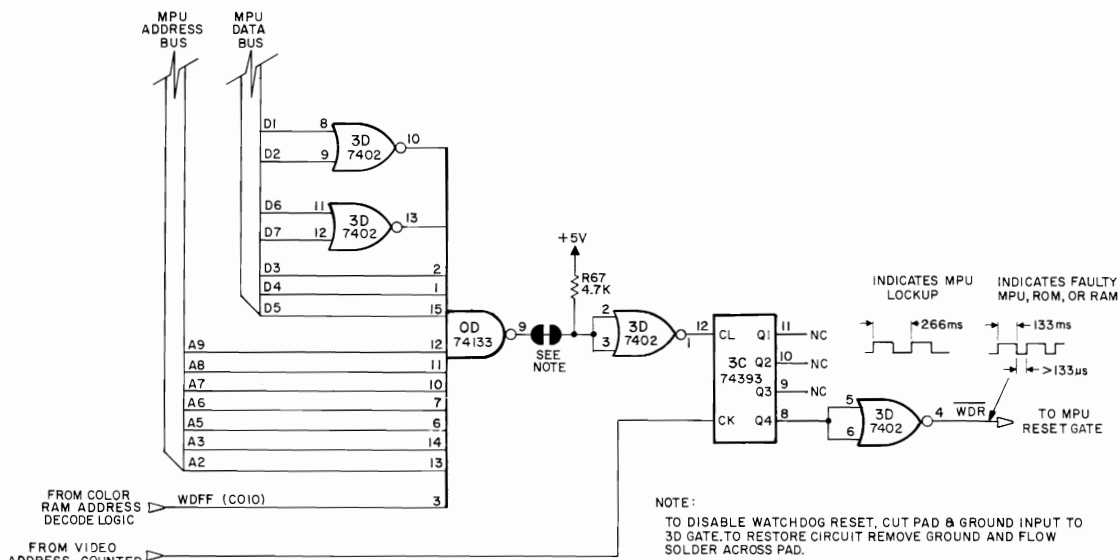 MPU
ADDRESS
BUS
MPU
DATA
BUS
D1 8
D2 9
3D
7402
10
D6 11
D7 12
3D
7402
13
D3 2
D4 1
D5 15
A9 12
A8 11
A7 10
A6 7
A5 6
A3 14
A2 13
FROM COLOR
RAM ADDRESS
DECODE LOGIC
WDFF (C010) 3
OD
74133
9
SEE
NOTE
+5V
R67
4.7K
2
3
3D
7402
1
12 CL
CK
3C
74393
Q1 11 NC
Q2 10 NC
Q3 9 NC
Q4 8
5
6
3D
7402
4 WDR
TO MPU
RESET GATE
INDICATES MPU
LOCKUP
266ms
INDICATES FAULTY
MPU, ROM, OR RAM
133ms
>133µs
FROM VIDEO
ADDRESS COUNTER
NOTE:
TO DISABLE WATCHDOG RESET, CUT PAD & GROUND INPUT TO
3D GATE.TO RESTORE CIRCUIT REMOVE GROUND AND FLOW
SOLDER ACROSS PAD.